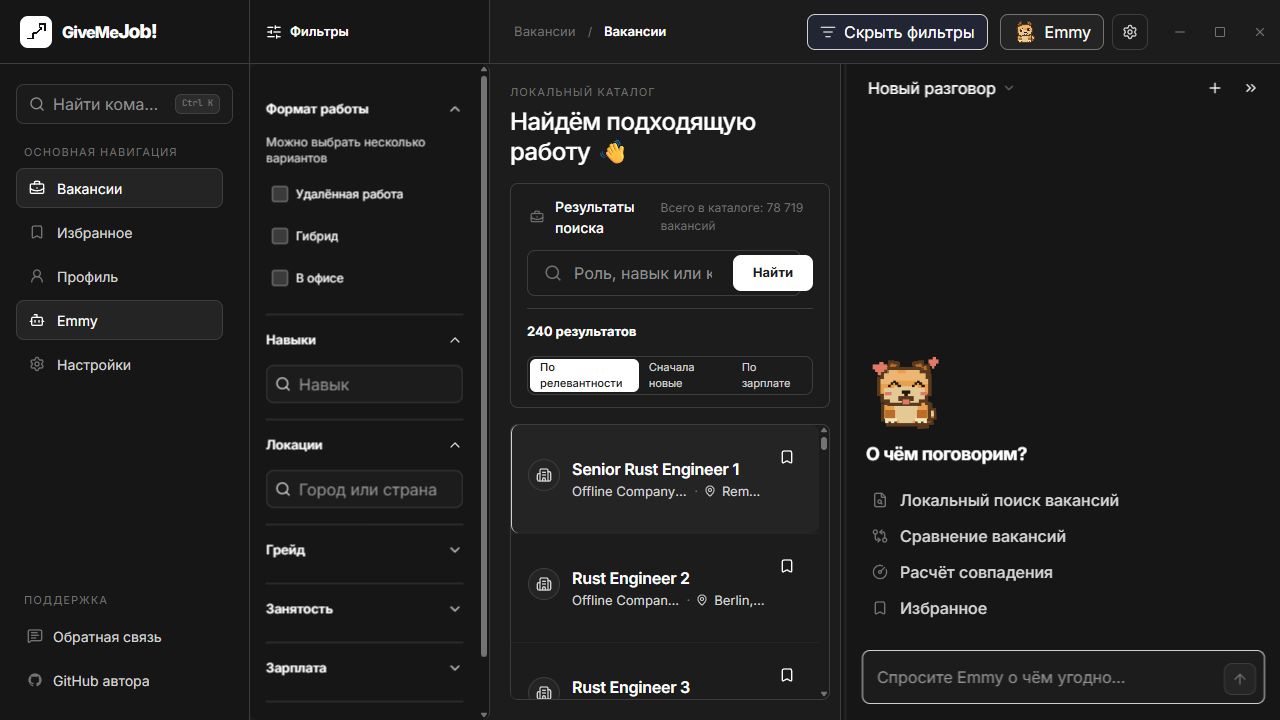 GiveMeJob!
Найти кома...
Ctrl K
ОСНОВНАЯ НАВИГАЦИЯ
Вакансии
Избранное
Профиль
Emmy
Настройки
ПОДДЕРЖКА
Обратная связь
GitHub автора
Фильтры
Формат работы
Можно выбрать несколько
вариантов
Удалённая работа
Гибрид
В офисе
Навыки
Навык
Локации
Город или страна
Грейд
Занятость
Зарплата
Вакансии / Вакансии
Скрыть фильтры
Emmy
ЛОКАЛЬНЫЙ КАТАЛОГ
Найдём подходящую
работу 👋
Результаты
поиска
Всего в каталоге: 78 719
вакансий
Роль, навык или к
Найти
240 результатов
По
релевантности
Сначала
новые
По
зарплате
Senior Rust Engineer 1
Offline Company... · Rem...
Rust Engineer 2
Offline Compan... · Berlin,...
Rust Engineer 3
Новый разговор
О чём поговорим?
Локальный поиск вакансий
Сравнение вакансий
Расчёт совпадения
Избранное
Спросите Emmy о чём угодно...